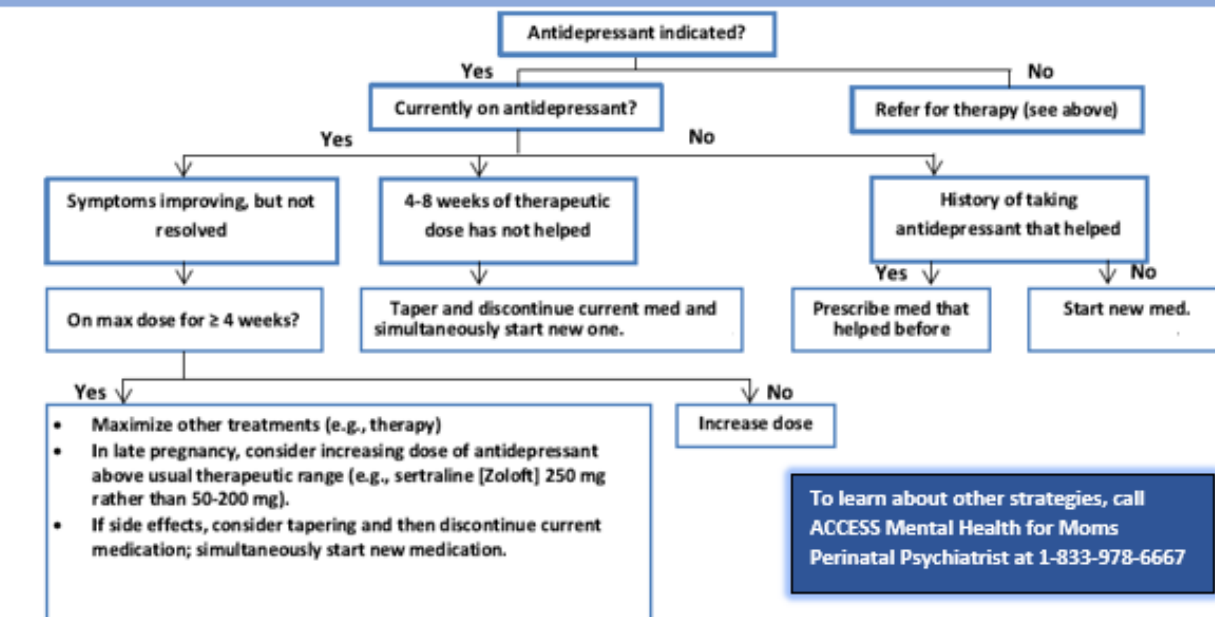 Antidepressant indicated?
Yes
No
Currently on antidepressant?
Refer for therapy (see above)
Yes
No
Symptoms improving, but not
resolved
4-8 weeks of therapeutic
dose has not helped
History of taking
antidepressant that helped
Yes
No
On max dose for ≥ 4 weeks?
Taper and discontinue current med and
simultaneously start new one.
Prescribe med that
helped before
Start new med.
Yes
No
• Maximize other treatments (e.g., therapy)
• In late pregnancy, consider increasing dose of antidepressant
above usual therapeutic range (e.g., sertraline [Zoloft] 250 mg
rather than 50-200 mg).
• If side effects, consider tapering and then discontinue current
medication; simultaneously start new medication.
Increase dose
To learn about other strategies, call
ACCESS Mental Health for Moms
Perinatal Psychiatrist at 1-833-978-6667